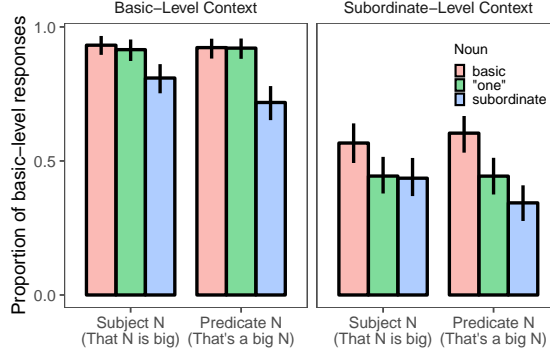 Basic−Level Context
Subordinate−Level Context
Proportion of basic−level responses
1.0
0.5
0.0
Noun
basic
"one"
subordinate
Subject N
(That N is big)
Predicate N
(That's a big N)
Subject N
(That N is big)
Predicate N
(That's a big N)